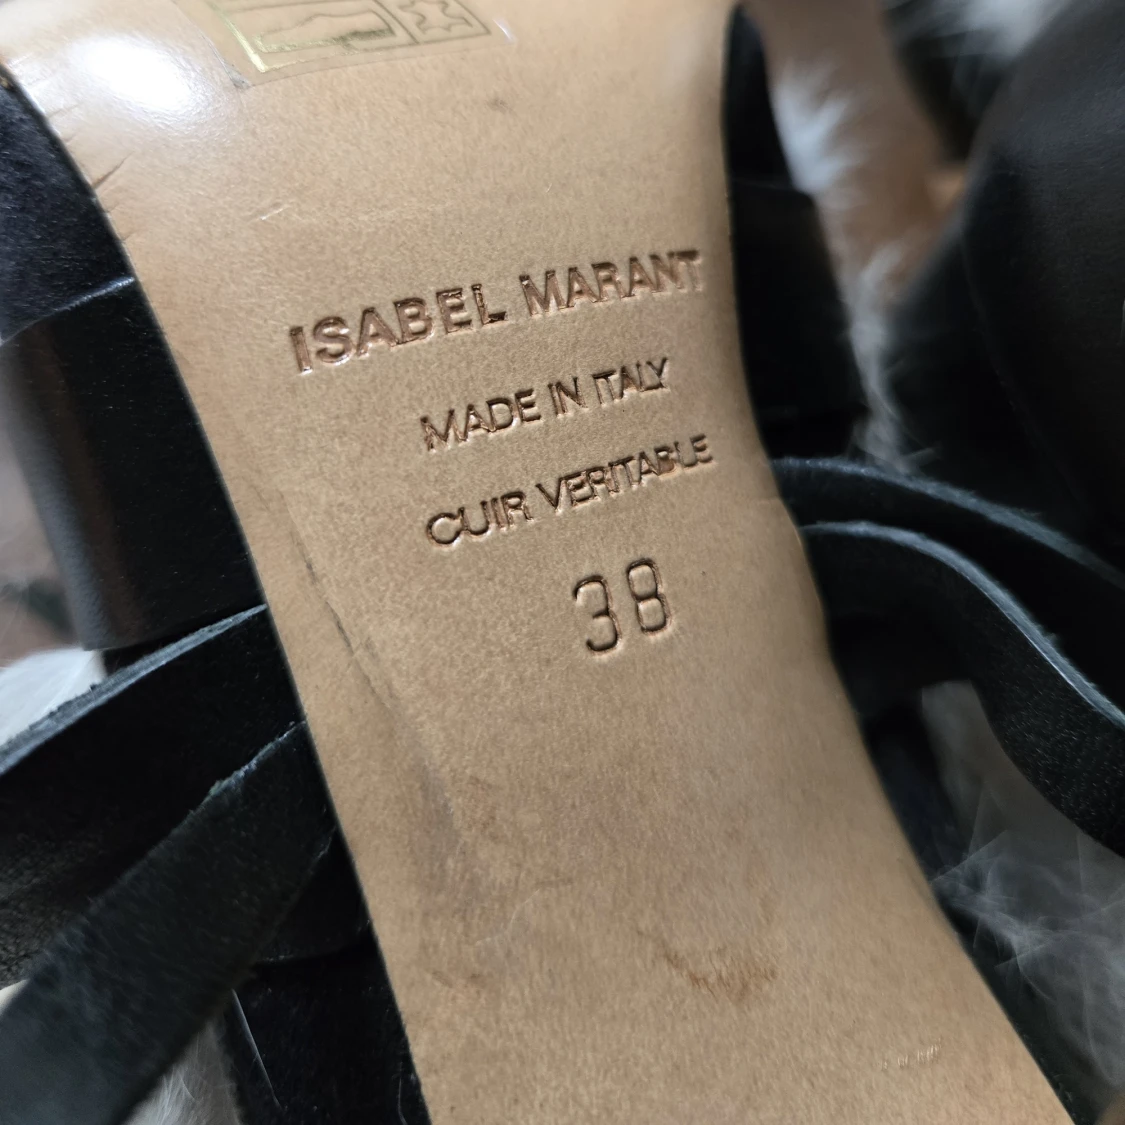 ISABEL MARANT
MADE IN ITALY
CUIR VERITABLE
38